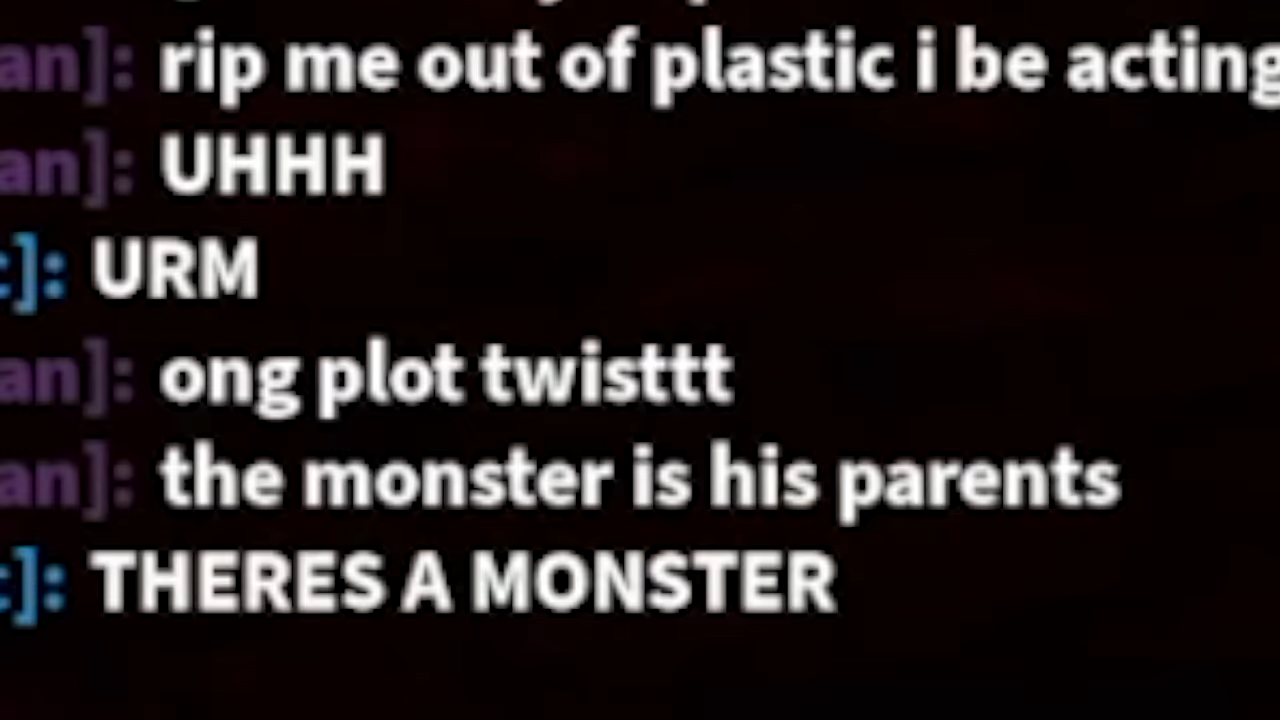 an]: rip me out of plastic i be acting
an]: UHHH
]: URM
an]: ong plot twisttt
an]: the monster is his parents
]: THERES A MONSTER